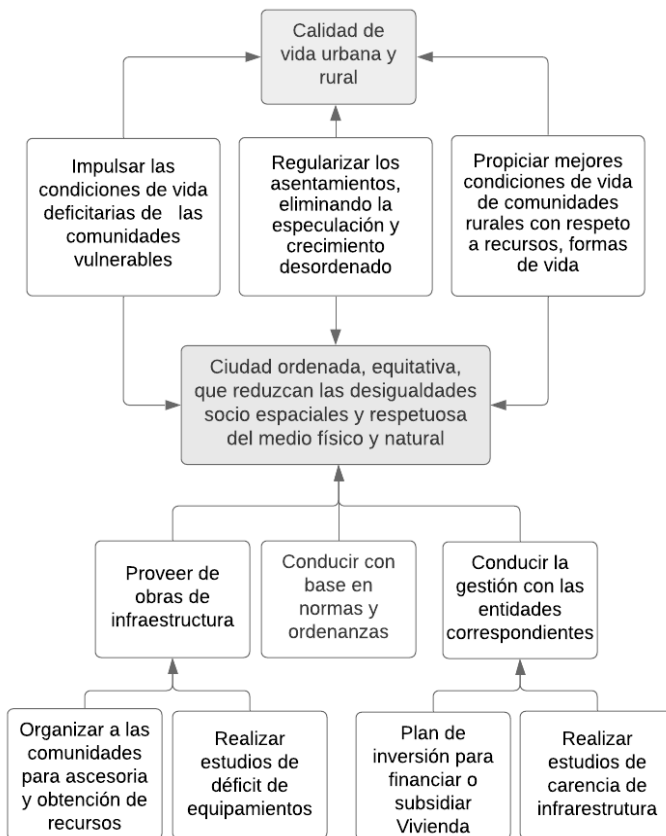 Calidad de
vida urbana y
rural
Impulsar las
condiciones de vida
deficitarias de las
comunidades
vulnerables
Regularizar los
asentamientos,
eliminando la
especulación y
crecimiento
desordenado
Propiciar mejores
condiciones de vida
de comunidades
rurales con respeto
a recursos, formas
de vida
Ciudad ordenada, equitativa,
que reduzcan las desigualdades
socio espaciales y respetuosa
del medio físico y natural
Proveer de
obras de
infraestructura
Conducir con
base en
normas y
ordenanzas
Conducir la
gestión con las
entidades
correspondientes
Organizar a las
comunidades
para ascesoria
y obtención de
recursos
Realizar
estudios de
déficit de
equipamientos
Plan de
inversión para
financiar o
subsidiar
Vivienda
Realizar
estudios de
carencia de
infrarestrutura